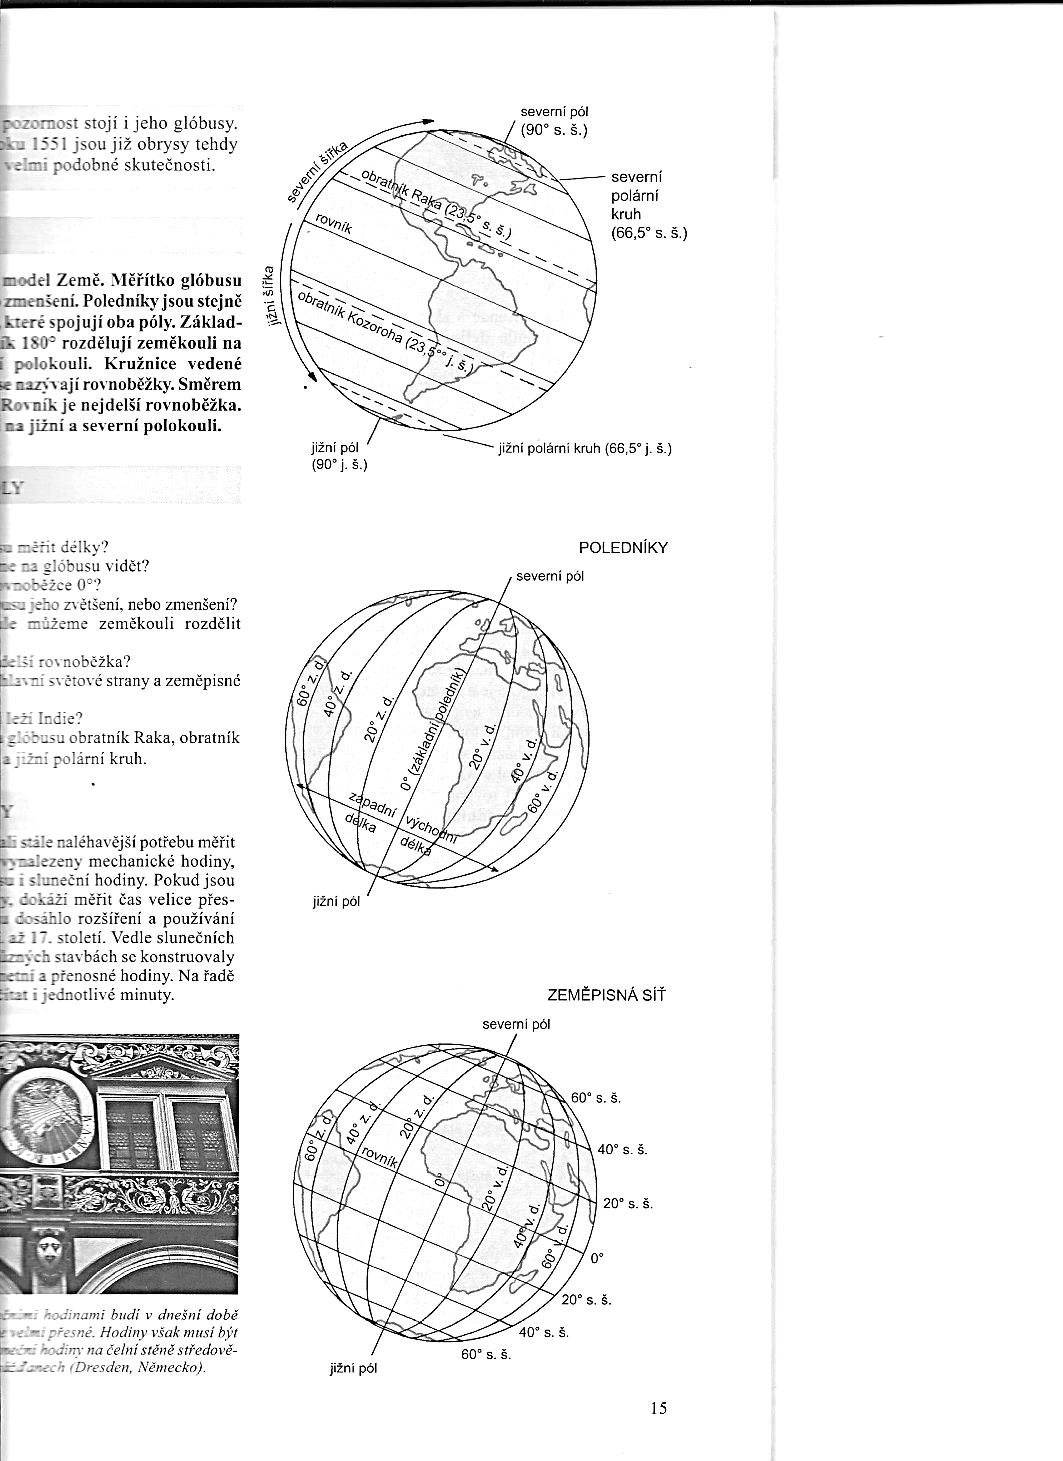 pozornost stojí i jeho glóbusy.
1551 jsou již obrysy tehdy
velmi podobné skutečnosti.
model Země. Měřítko glóbusu
zmenšení. Poledníky jsou stejně
které spojují oba póly. Základ-
180° rozdělují zeměkouli na
polokouli. Kružnice vedené
se nazývají rovnoběžky. Směrem
Rovník je nejdelší rovnoběžka.
na jižní a severní polokouli.
LY
měřit délky?
na glóbusu vidět?
0°?
jeho zvětšení, nebo zmenšení?
můžeme zeměkouli rozdělit
rovnoběžka?
hlavní světové strany a zeměpisné
leží Indie?
glóbusu obratník Raka, obratník
a jižní polární kruh.
Y
stále naléhavější potřebu měřit
vynalezeny mechanické hodiny,
i sluneční hodiny. Pokud jsou
dokáží měřit čas velice přes-
dosáhlo rozšíření a používání
až 17. století. Vedle slunečních
stavbách se konstruovaly
a přenosné hodiny. Na řadě
i jednotlivé minuty.
hodinami budí v dnešní době
velmi přesné. Hodiny však musí být
hodiny na čelní stěně středově-
(Dresden, Německo).
severní pól
(90° s. š.)
severní
polární
kruh
(66,5° s. š.)
severní šířka
obratník Raka (23,5° s. š.)
rovník
jižní šířka
obratník Kozoroha (23,5°° j. š.)
jižní pól
(90° j. š.)
jižní polární kruh (66,5° j. š.)
POLEDNÍKY
severní pól
60° z. d.
40° z. d.
20° z. d.
0° (základní poledník)
20° v. d.
40° v. d.
60° v. d.
západní délka
východní délka
jižní pól
ZEMĚPISNÁ SÍŤ
severní pól
60° s. š.
40° s. š.
20° s. š.
0°
20° s. š.
40° s. š.
60° s. š.
60° z. d.
40° z. d.
20° z. d.
rovník
0°
20° v. d.
40° v. d.
60° v. d.
jižní pól
15